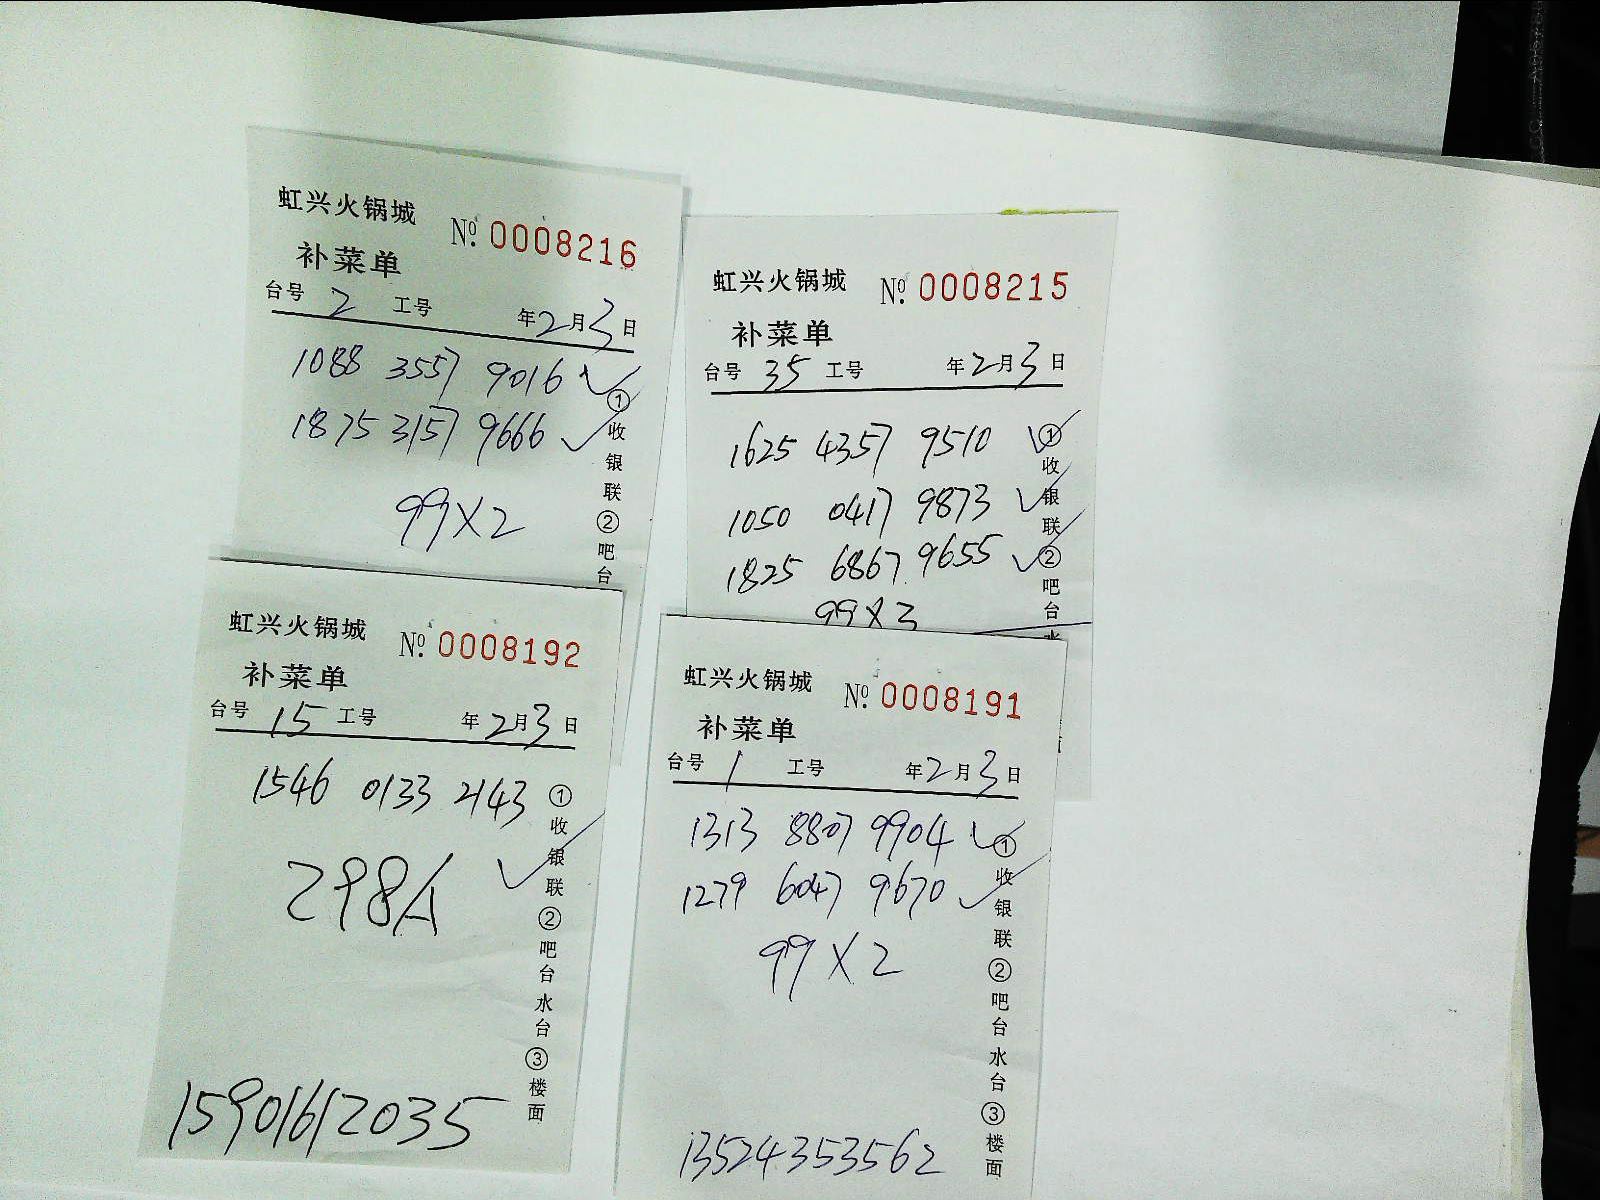 虹兴火锅城 Nº: 0008216
补菜单
台号 2 工号 年 2 月 3 日
1088 3557 9016
1875 3157 9666
99X2
①收银联②吧台
虹兴火锅城 Nº: 0008215
补菜单
台号 35 工号 年 2 月 3 日
1625 4357 9510
1050 0417 9873
1825 6867 9655
99X3
①收银联②吧台水
虹兴火锅城 Nº: 0008192
补菜单
台号 15 工号 年 2 月 3 日
1546 0133 2143
298A
①收银联②吧台水台③楼面
15901612035
虹兴火锅城 Nº: 0008191
补菜单
台号 1 工号 年 2 月 3 日
1313 8807 9904
1279 6047 9670
99X2
①收银联②吧台水台③楼面
13524353562